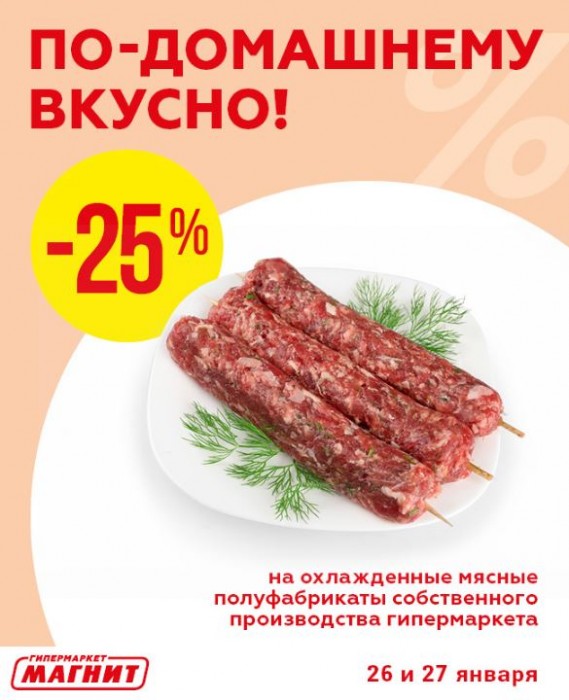 ПО-ДОМАШНЕМУ
ВКУСНО!
-25%
на охлажденные мясные
полуфабрикаты собственного
производства гипермаркета
ГИПЕРМАРКЕТ
МАГНИТ
26 и 27 января